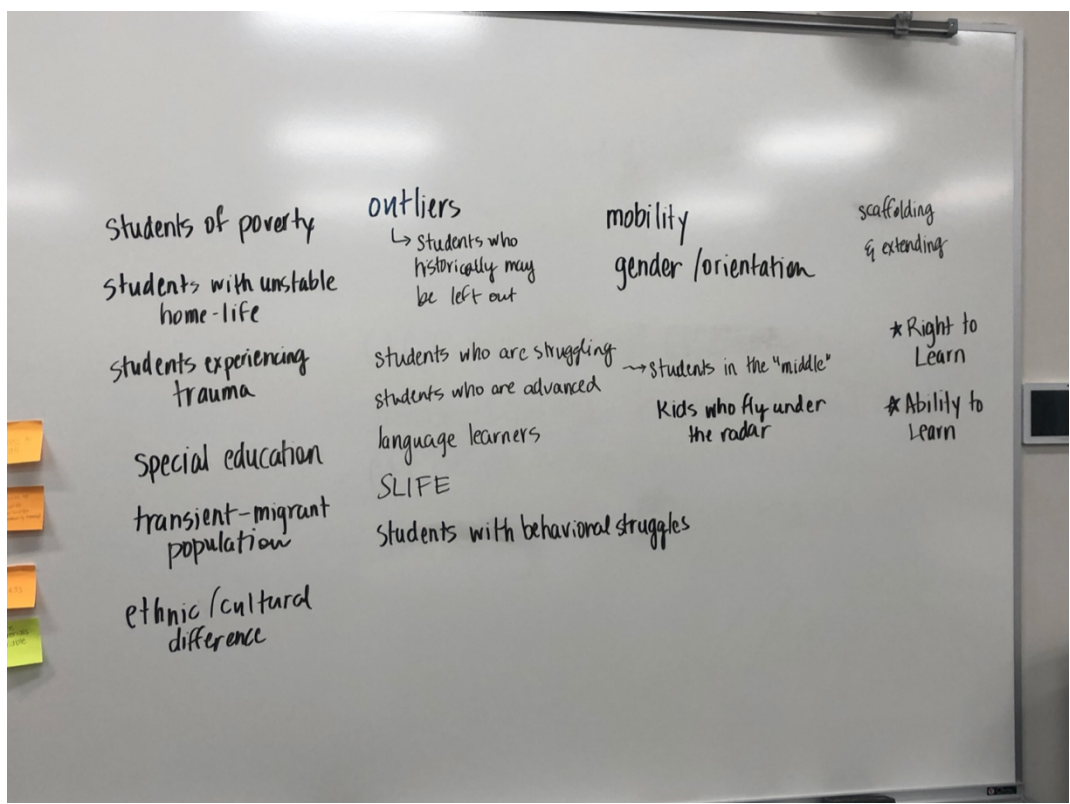 Students of poverty
students with unstable
home-life
students experiencing
trauma
special education
transient-migrant
population
ethnic/cultural
difference
outliers
↳ students who
historically may
be left out
students who are struggling
students who are advanced
→ students in the "middle"
language learners
SLIFE
students with behavioral struggles
mobility
gender/orientation
Kids who fly under
the radar
scaffolding
& extending
★ Right to
Learn
★ Ability to
Learn